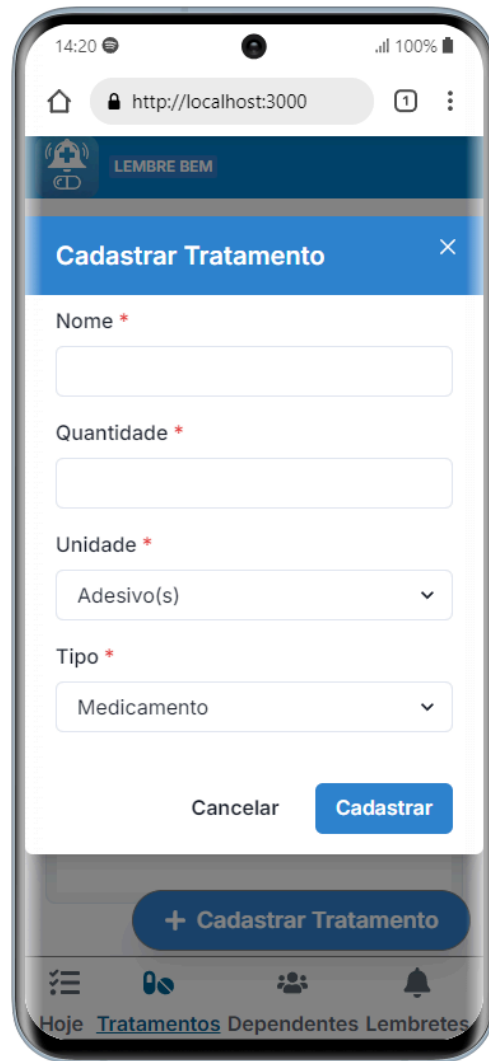 14:20
100%
http://localhost:3000
1
LEMBRE BEM
Cadastrar Tratamento
Nome *
Quantidade *
Unidade *
Adesivo(s)
Tipo *
Medicamento
Cancelar
Cadastrar
+ Cadastrar Tratamento
Hoje Tratamentos Dependentes Lembretes